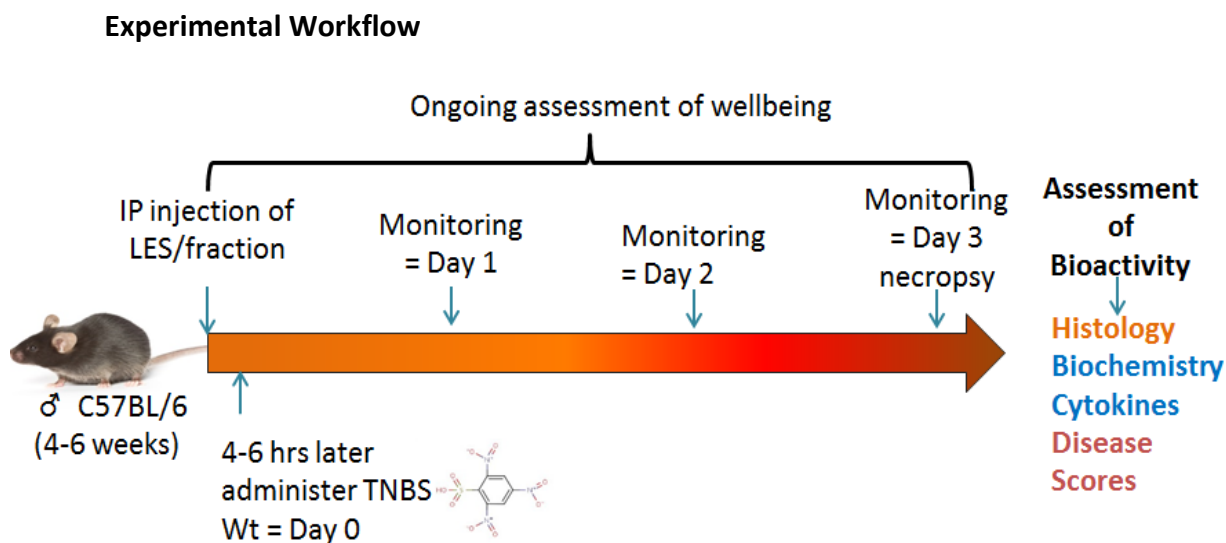 Experimental Workflow
Ongoing assessment of wellbeing
IP injection of
LES/fraction
Monitoring
= Day 1
Monitoring
= Day 2
Monitoring
= Day 3
necropsy
Assessment
of
Bioactivity
Histology
Biochemistry
Cytokines
Disease
Scores
♂ C57BL/6
(4-6 weeks)
4-6 hrs later
administer TNBS
Wt = Day 0